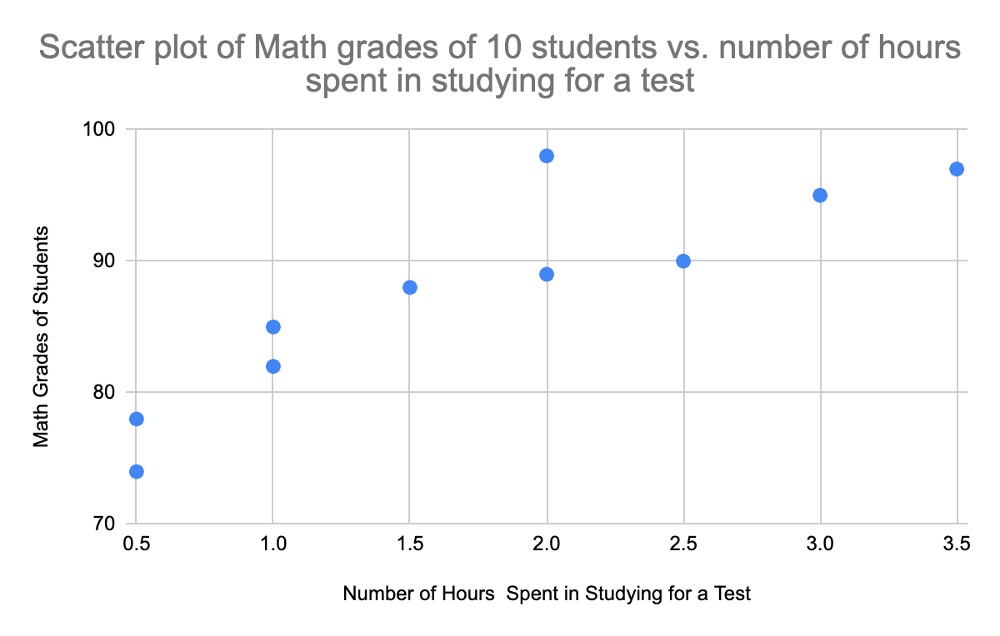 Scatter plot of Math grades of 10 students vs. number of hours
spent in studying for a test
100
90
80
70
Math Grades of Students
0.5 1.0 1.5 2.0 2.5 3.0 3.5
Number of Hours  Spent in Studying for a Test